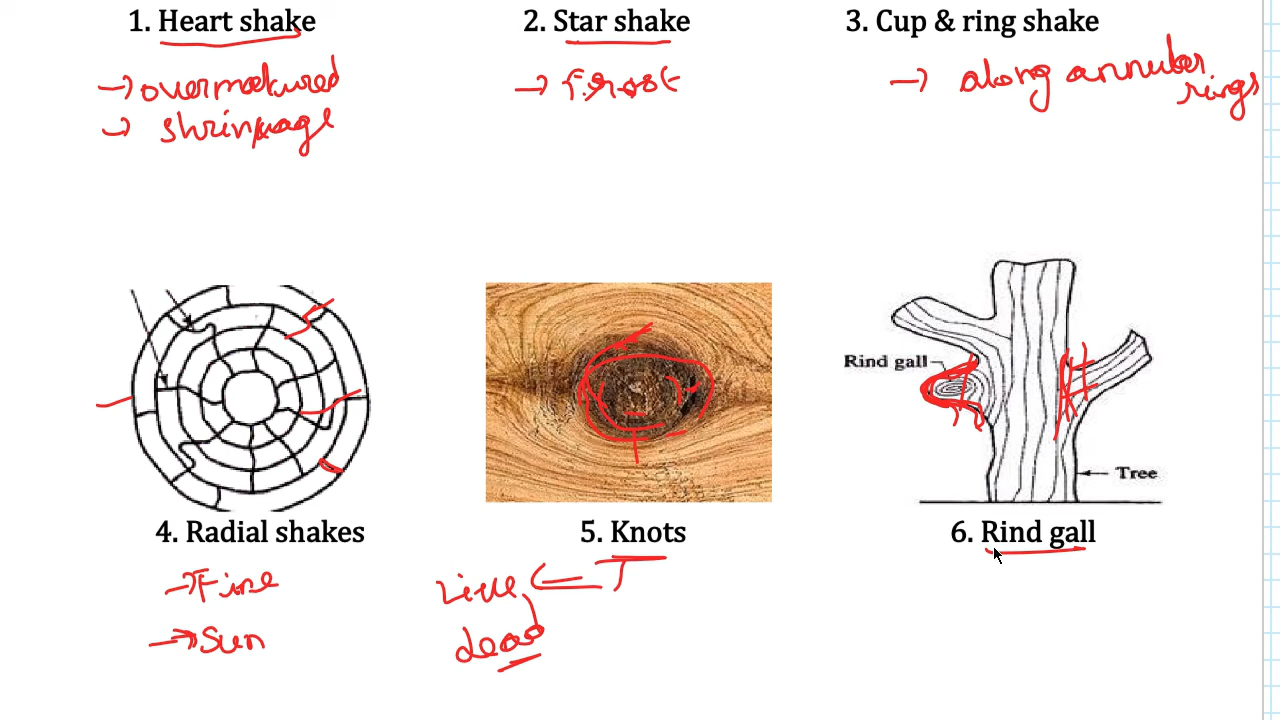 1. Heart shake
2. Star shake
3. Cup & ring shake
→ overmatured
→ shrinkage
→ Frost
→ along annular
rings
Rind gall
Tree
4. Radial shakes
5. Knots
6. Rind gall
→ Fine
→ Sun
Live
dead